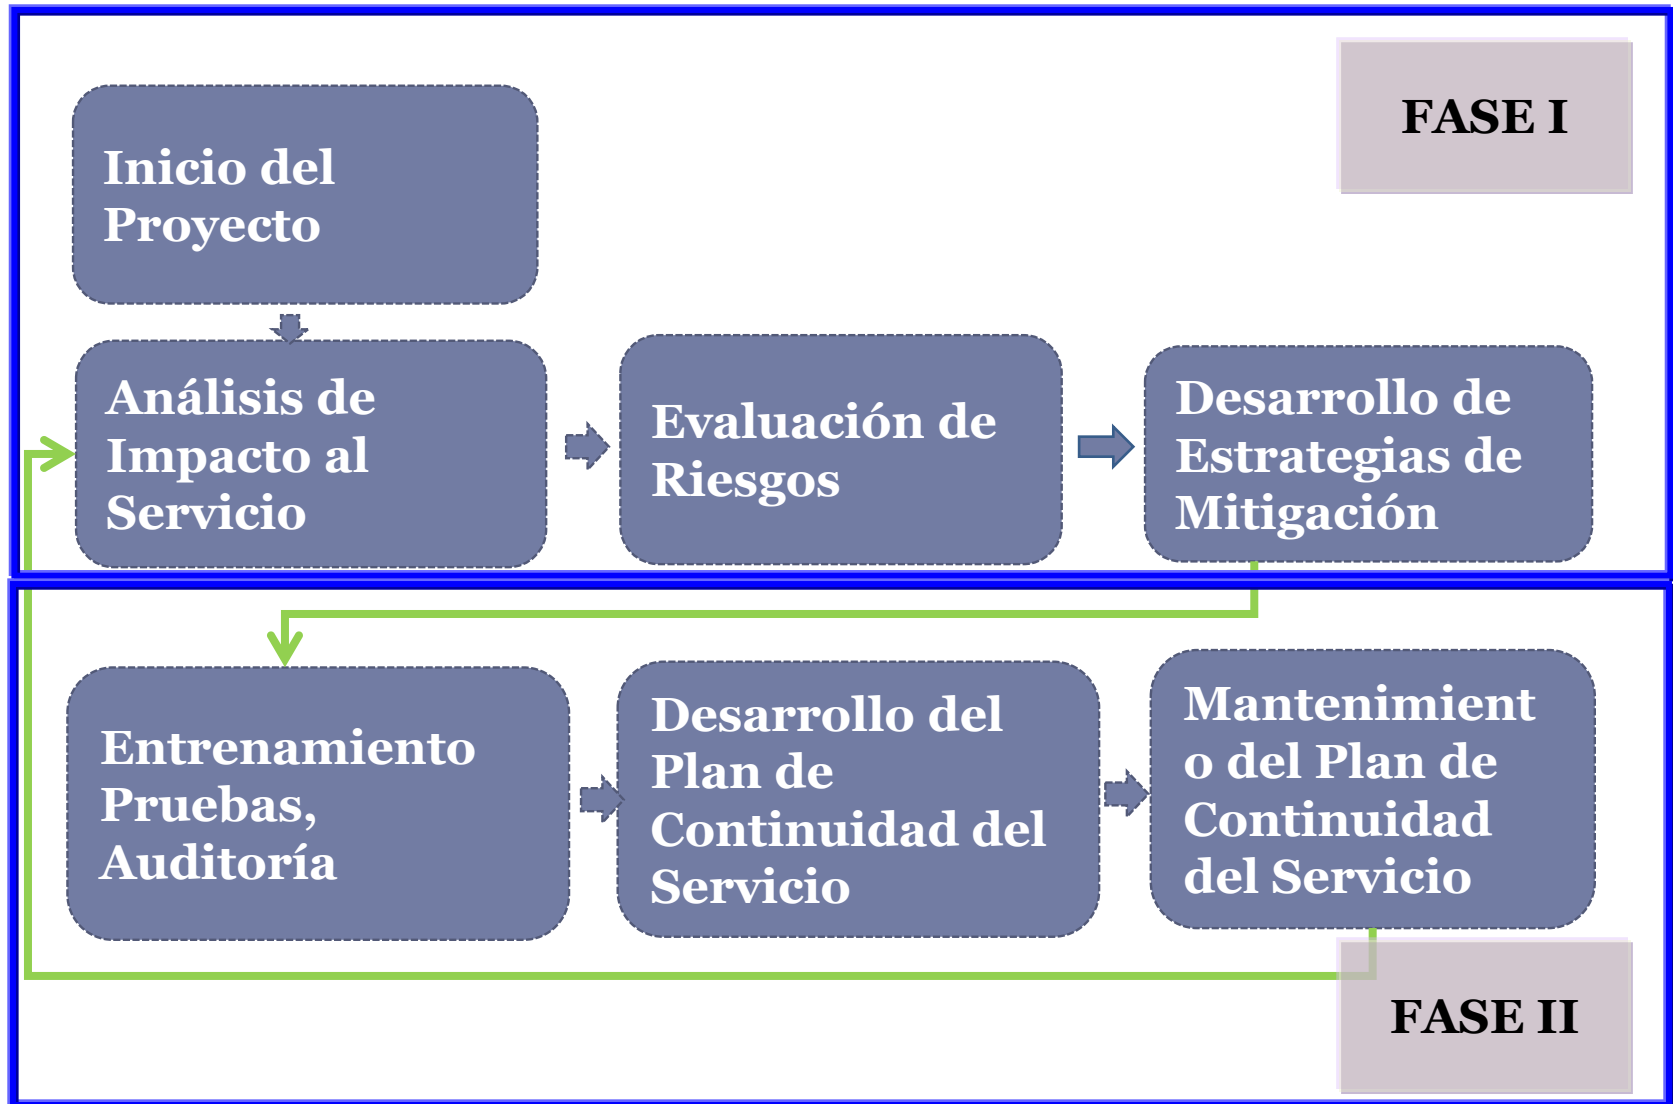 FASE I
Inicio del
Proyecto
Análisis de
Impacto al
Servicio
Evaluación de
Riesgos
Desarrollo de
Estrategias de
Mitigación
Entrenamiento
Pruebas,
Auditoría
Desarrollo del
Plan de
Continuidad del
Servicio
Mantenimient
o del Plan de
Continuidad
del Servicio
FASE II